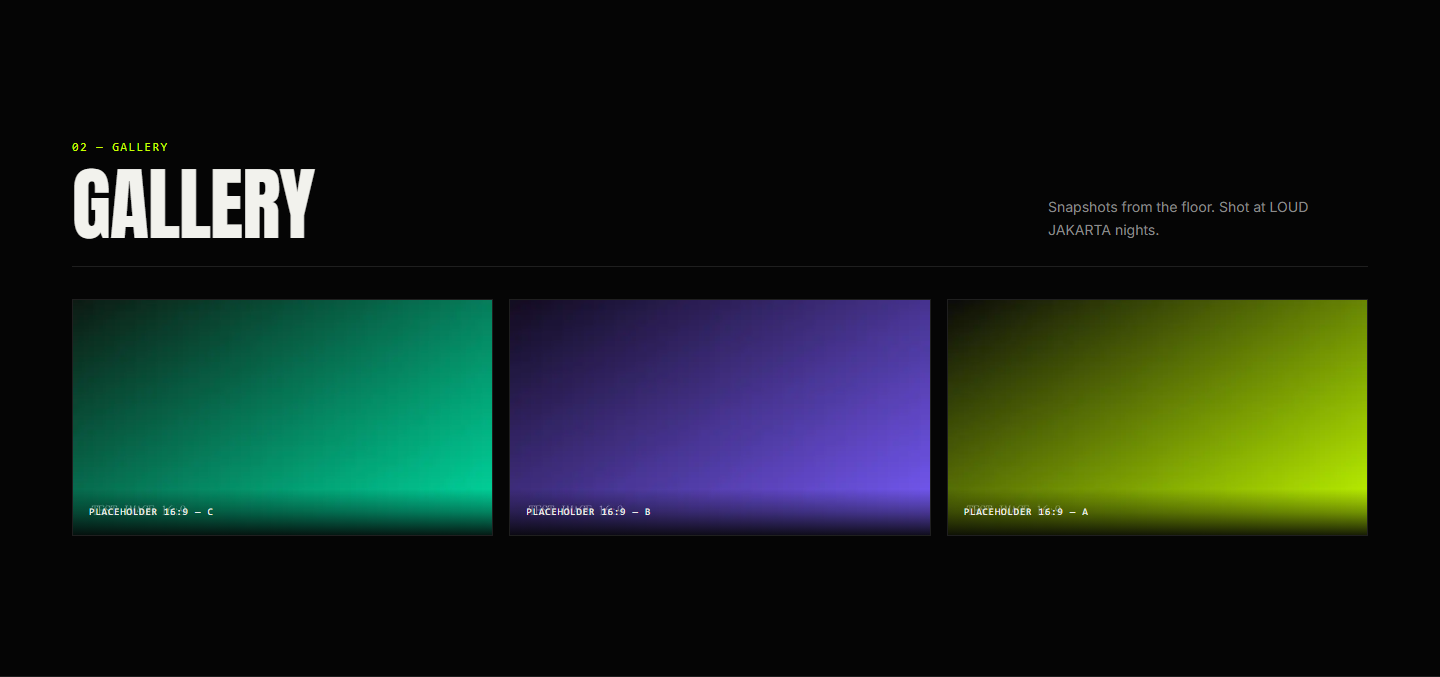 02 — GALLERY
GALLERY
Snapshots from the floor. Shot at LOUD
JAKARTA nights.
PLACEHOLDER 16:9 — C
PLACEHOLDER 16:9 — B
PLACEHOLDER 16:9 — A